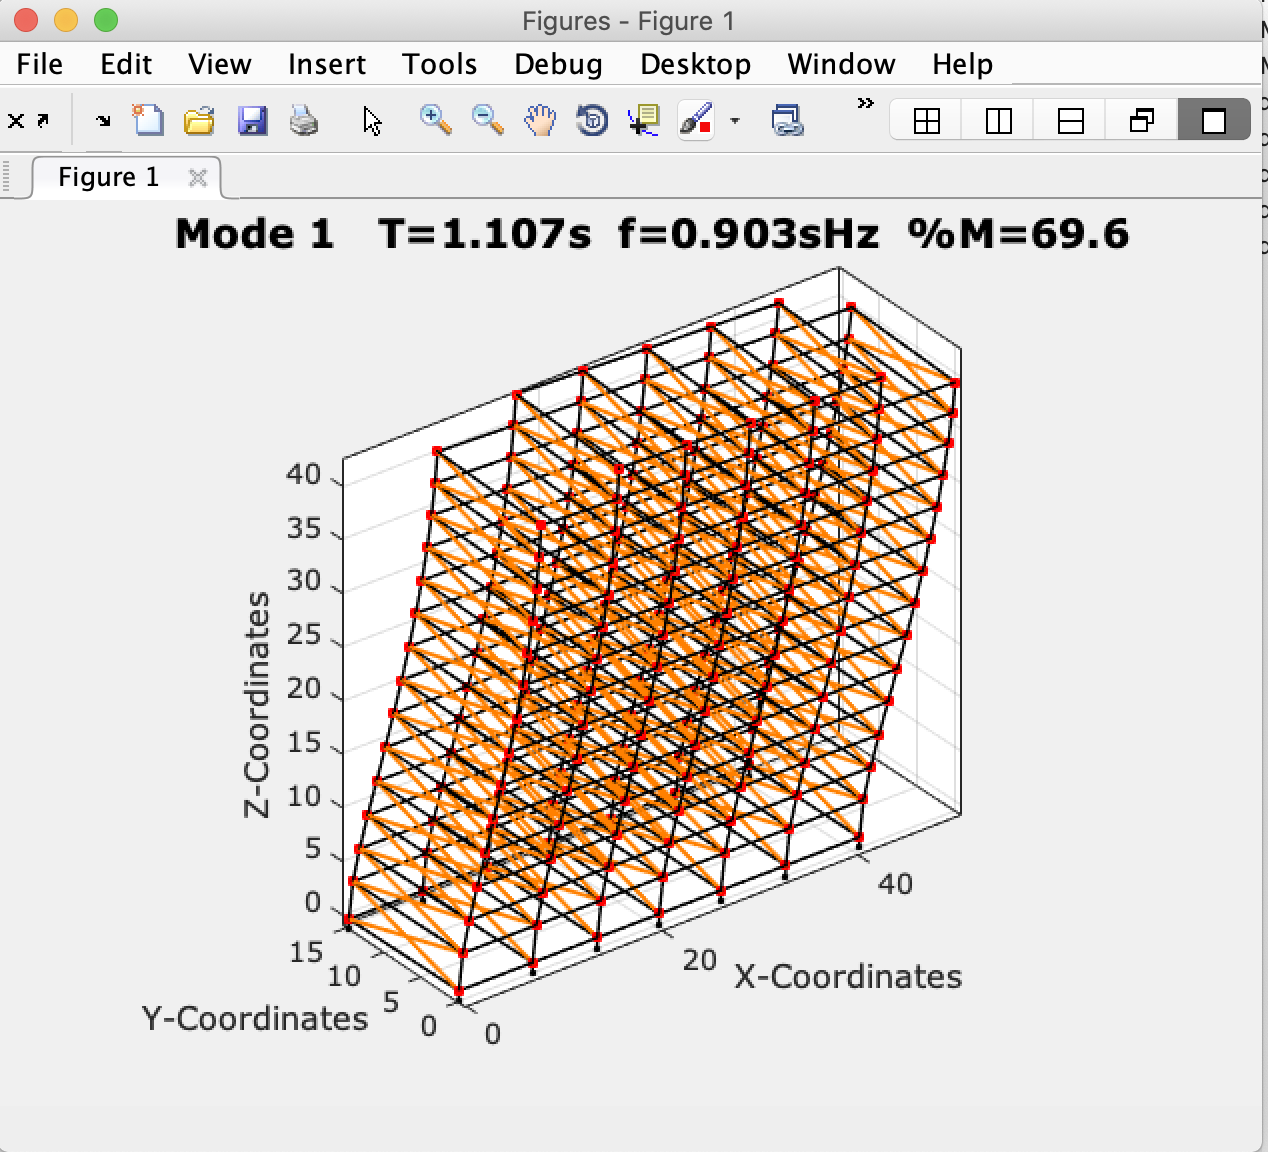 Figures - Figure 1
File Edit View Insert Tools Debug Desktop Window Help
Figure 1
Mode 1 T=1.107s f=0.903sHz %M=69.6
40
35
30
25
20
15
10
5
0
Z-Coordinates
15
10
5
0
Y-Coordinates
0
20
40
X-Coordinates